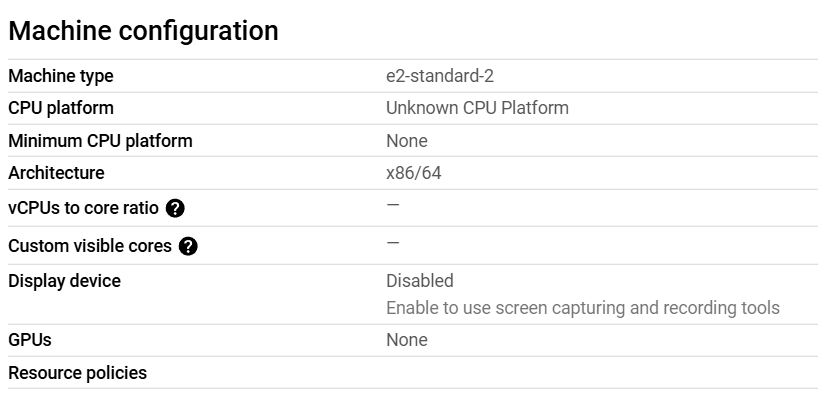 Machine configuration
Machine type e2-standard-2
CPU platform Unknown CPU Platform
Minimum CPU platform None
Architecture x86/64
vCPUs to core ratio ? —
Custom visible cores ? —
Display device Disabled
Enable to use screen capturing and recording tools
GPUs None
Resource policies